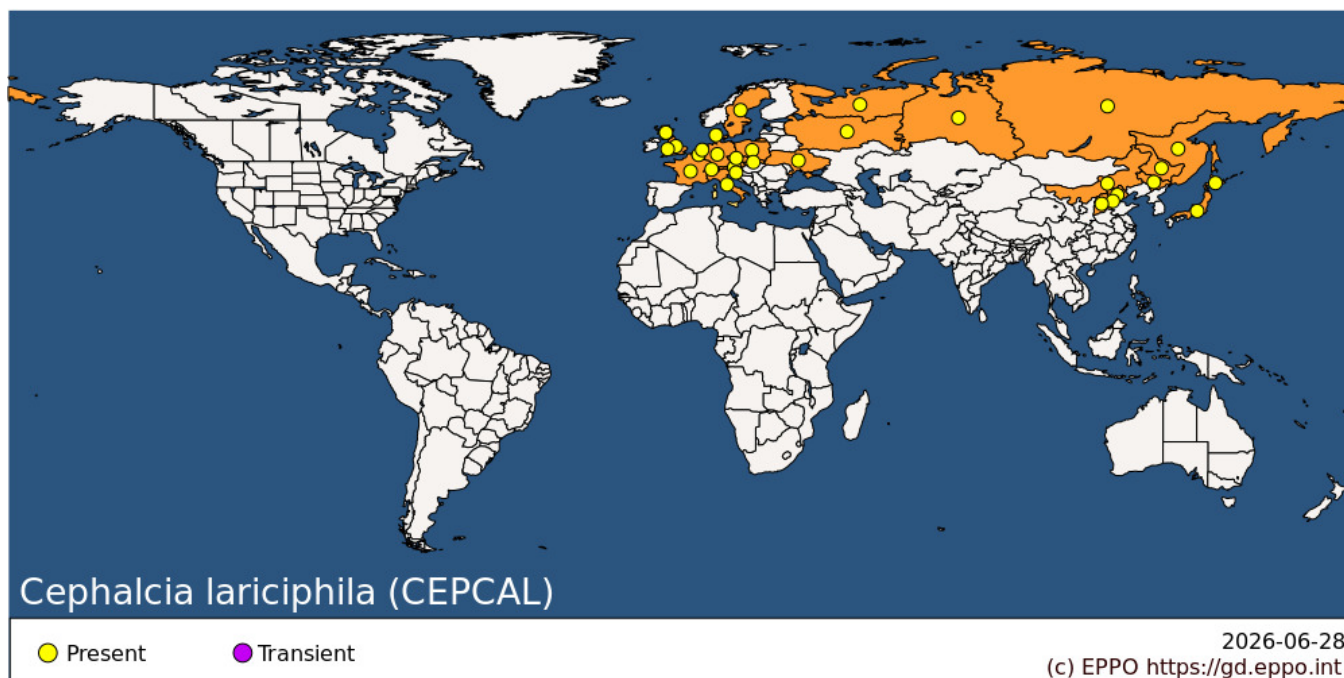 Cephalcia lariciphila (CEPCAL)
Present
Transient
2026-06-28
(c) EPPO https://gd.eppo.int